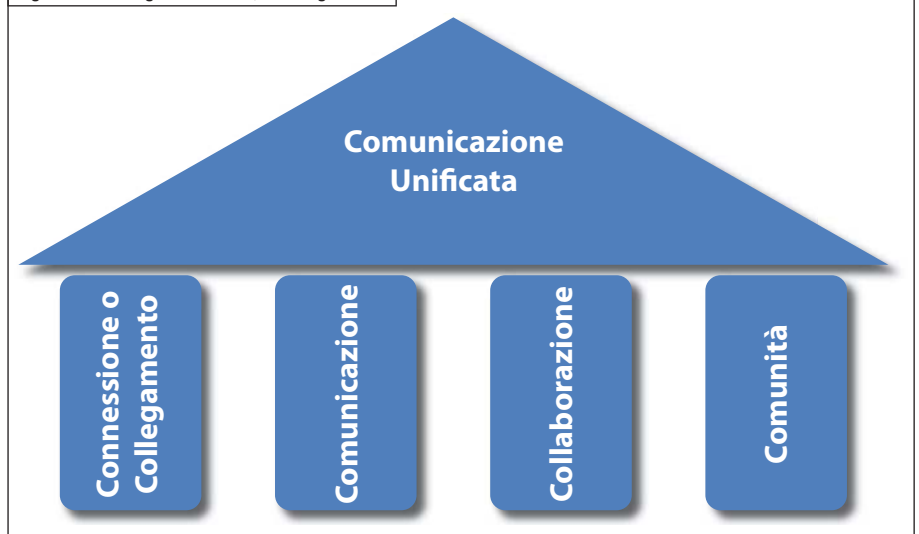 Comunicazione
Unificata
Connessione o
Collegamento
Comunicazione
Collaborazione
Comunità